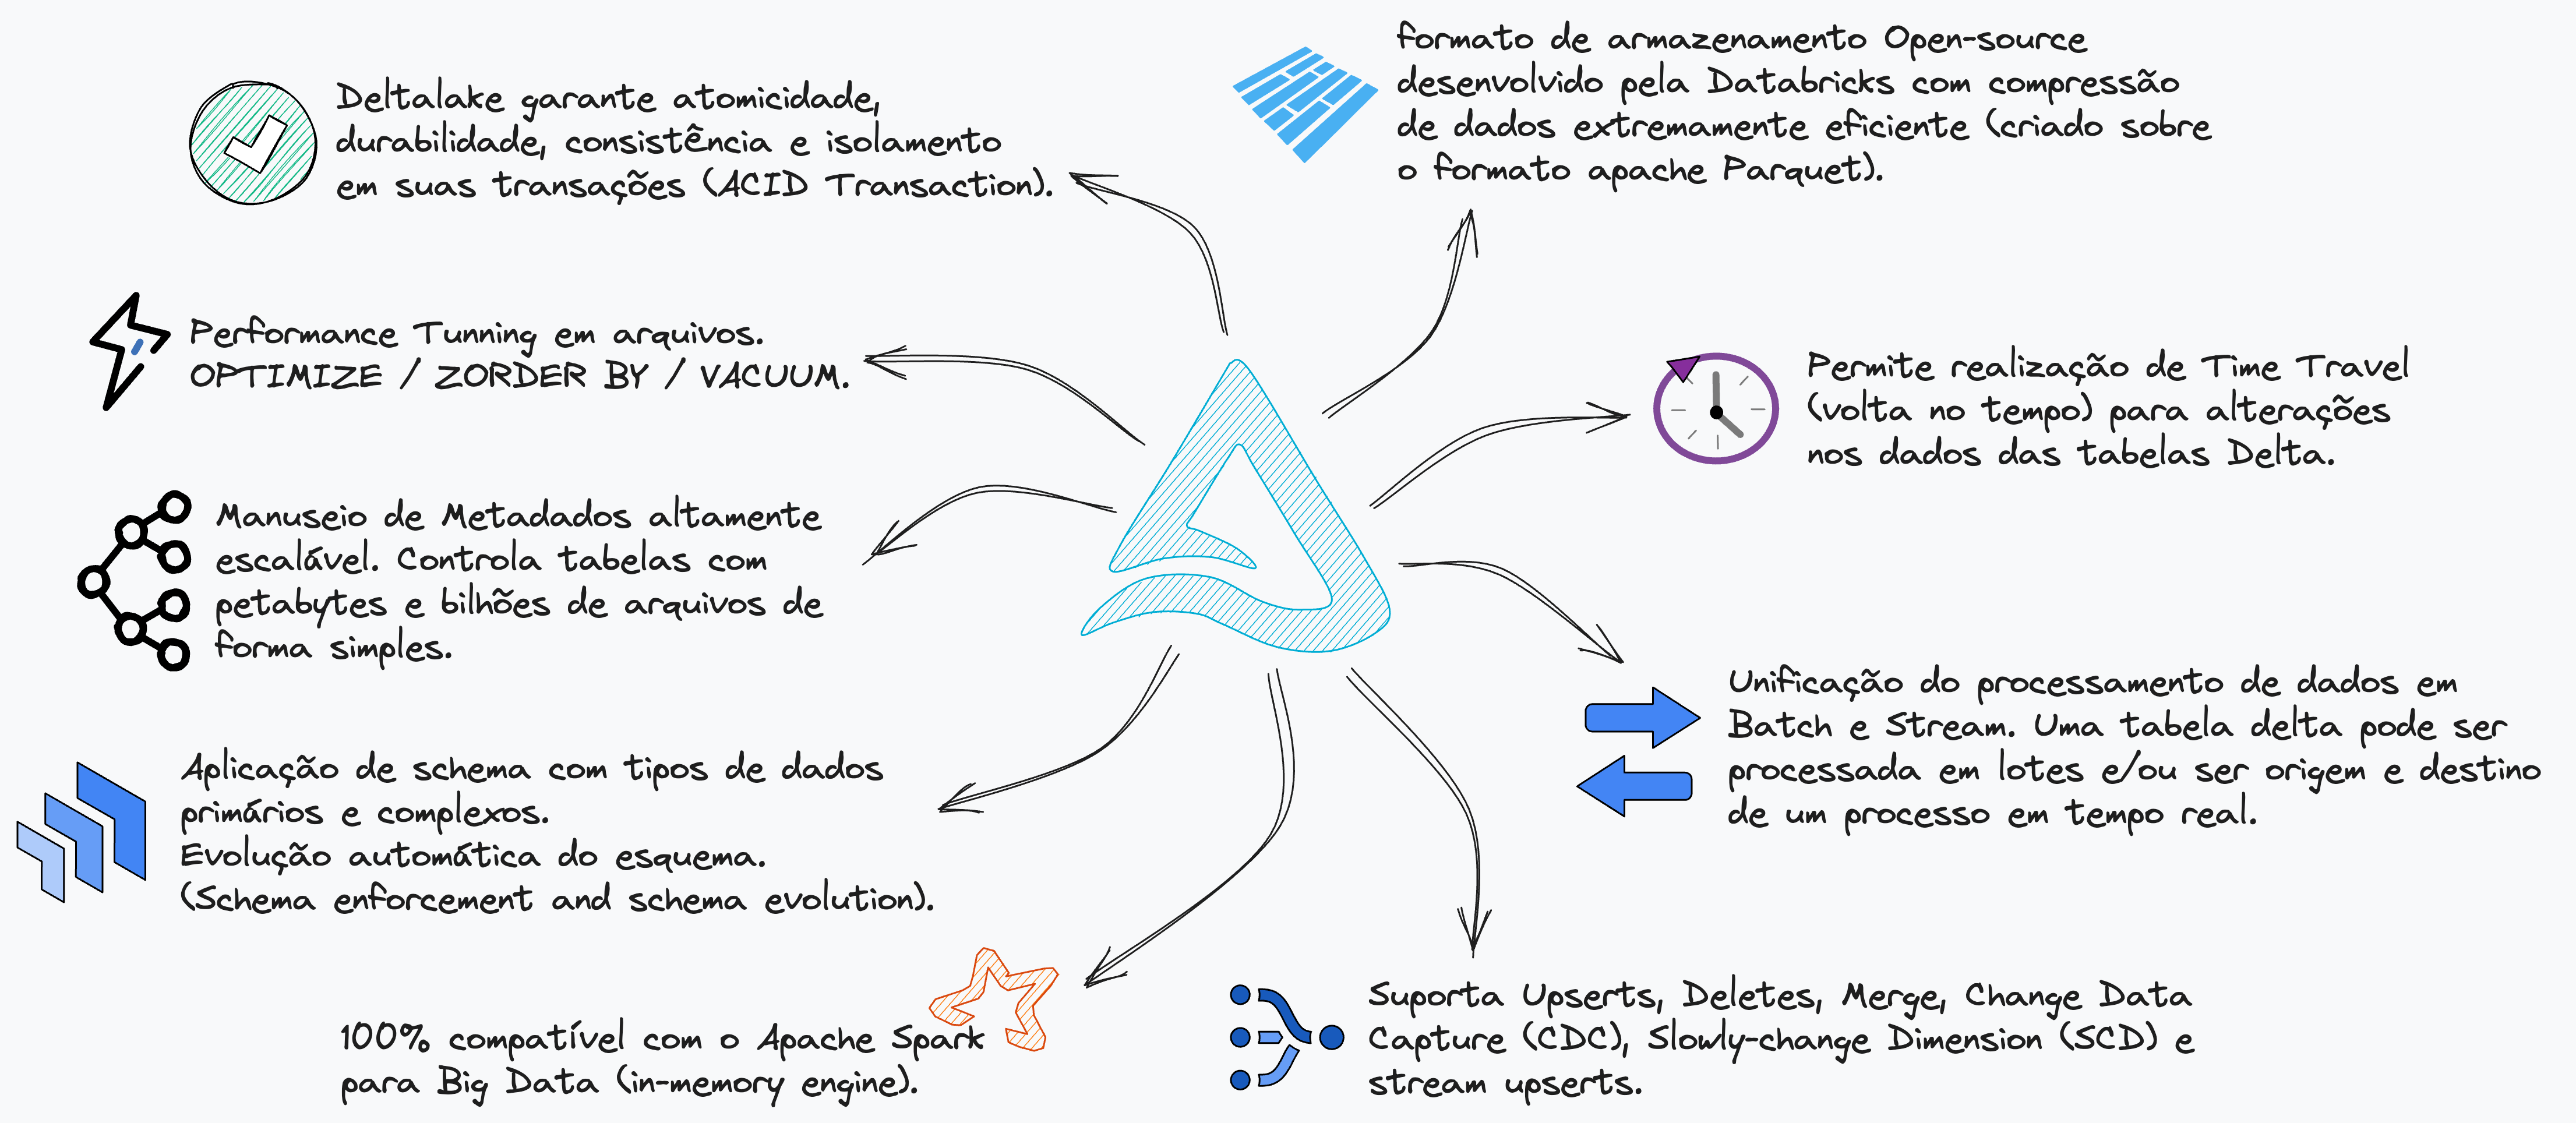 Deltalake garante atomicidade,
durabilidade, consistência e isolamento
em suas transações (ACID Transaction).
formato de armazenamento Open-source
desenvolvido pela Databricks com compressão
de dados extremamente eficiente (criado sobre
o formato apache Parquet).
Performance Tunning em arquivos.
OPTIMIZE / ZORDER BY / VACUUM.
Permite realização de Time Travel
(volta no tempo) para alterações
nos dados das tabelas Delta.
Manuseio de Metadados altamente
escalável. Controla tabelas com
petabytes e bilhões de arquivos de
forma simples.
Unificação do processamento de dados em
Batch e Stream. Uma tabela delta pode ser
processada em lotes e/ou ser origem e destino
de um processo em tempo real.
Aplicação de schema com tipos de dados
primários e complexos.
Evolução automática do esquema.
(Schema enforcement and schema evolution).
100% compatível com o Apache Spark
para Big Data (in-memory engine).
Suporta Upserts, Deletes, Merge, Change Data
Capture (CDC), Slowly-change Dimension (SCD) e
stream upserts.